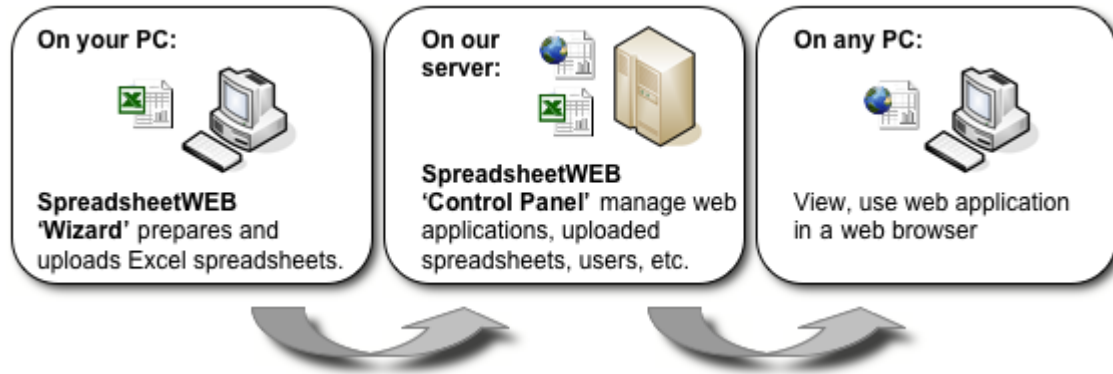 On your PC:
SpreadsheetWEB
‘Wizard’ prepares and
uploads Excel spreadsheets.
On our
server:
SpreadsheetWEB
‘Control Panel’ manage web
applications, uploaded
spreadsheets, users, etc.
On any PC:
View, use web application
in a web browser